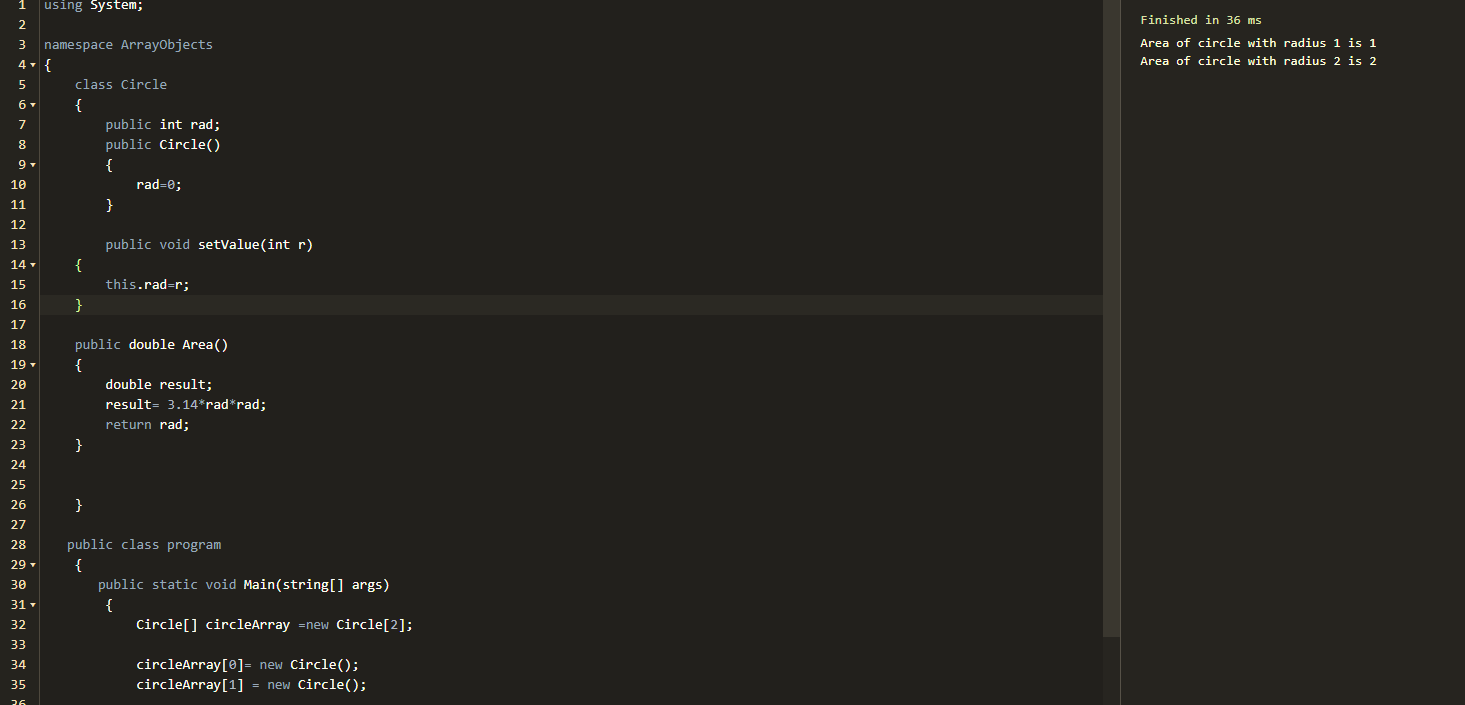 1 using System;
2
3 namespace ArrayObjects
4 {
5 class Circle
6 {
7 public int rad;
8 public Circle()
9 {
10 rad=0;
11 }
12
13 public void setValue(int r)
14 {
15 this.rad=r;
16 }
17
18 public double Area()
19 {
20 double result;
21 result= 3.14*rad*rad;
22 return rad;
23 }
24
25
26 }
27
28 public class program
29 {
30 public static void Main(string[] args)
31 {
32 Circle[] circleArray =new Circle[2];
33
34 circleArray[0]= new Circle();
35 circleArray[1] = new Circle();
36
Finished in 36 ms
Area of circle with radius 1 is 1
Area of circle with radius 2 is 2